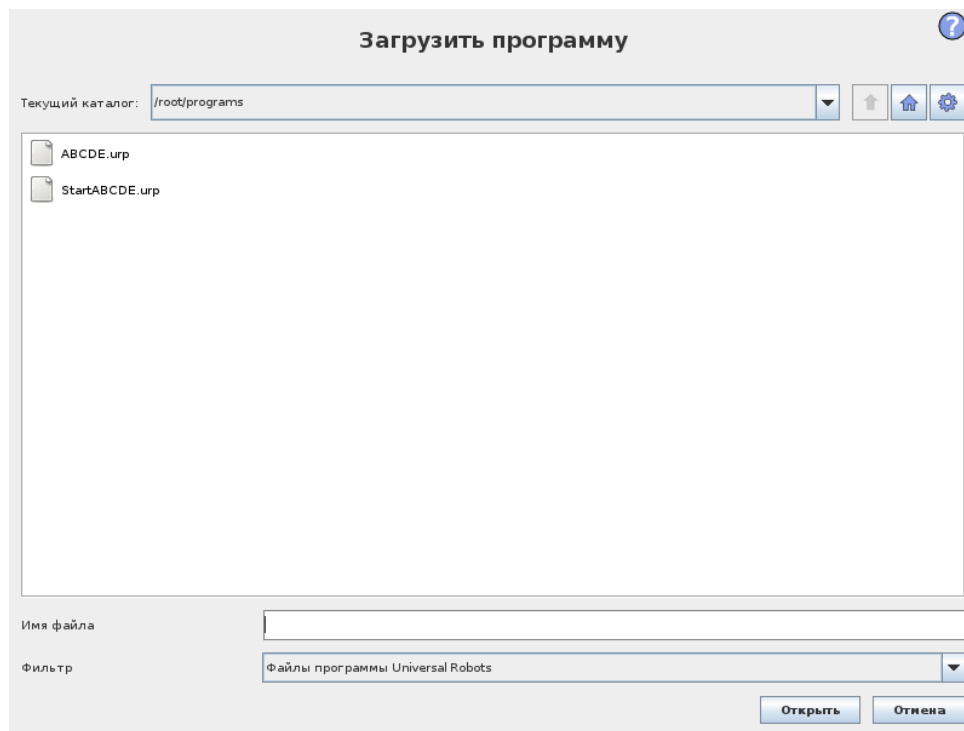 Загрузить программу
?
Текущий каталог: /root/programs
ABCDE.urp
StartABCDE.urp
Имя файла
Фильтр Файлы программы Universal Robots
Открыть Отмена